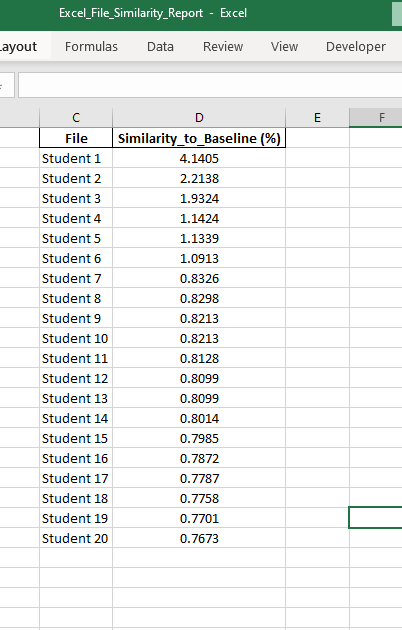 Excel_File_Similarity_Report - Excel
ayout Formulas Data Review View Developer
C D E F
File Similarity_to_Baseline (%)
Student 1 4.1405
Student 2 2.2138
Student 3 1.9324
Student 4 1.1424
Student 5 1.1339
Student 6 1.0913
Student 7 0.8326
Student 8 0.8298
Student 9 0.8213
Student 10 0.8213
Student 11 0.8128
Student 12 0.8099
Student 13 0.8099
Student 14 0.8014
Student 15 0.7985
Student 16 0.7872
Student 17 0.7787
Student 18 0.7758
Student 19 0.7701
Student 20 0.7673